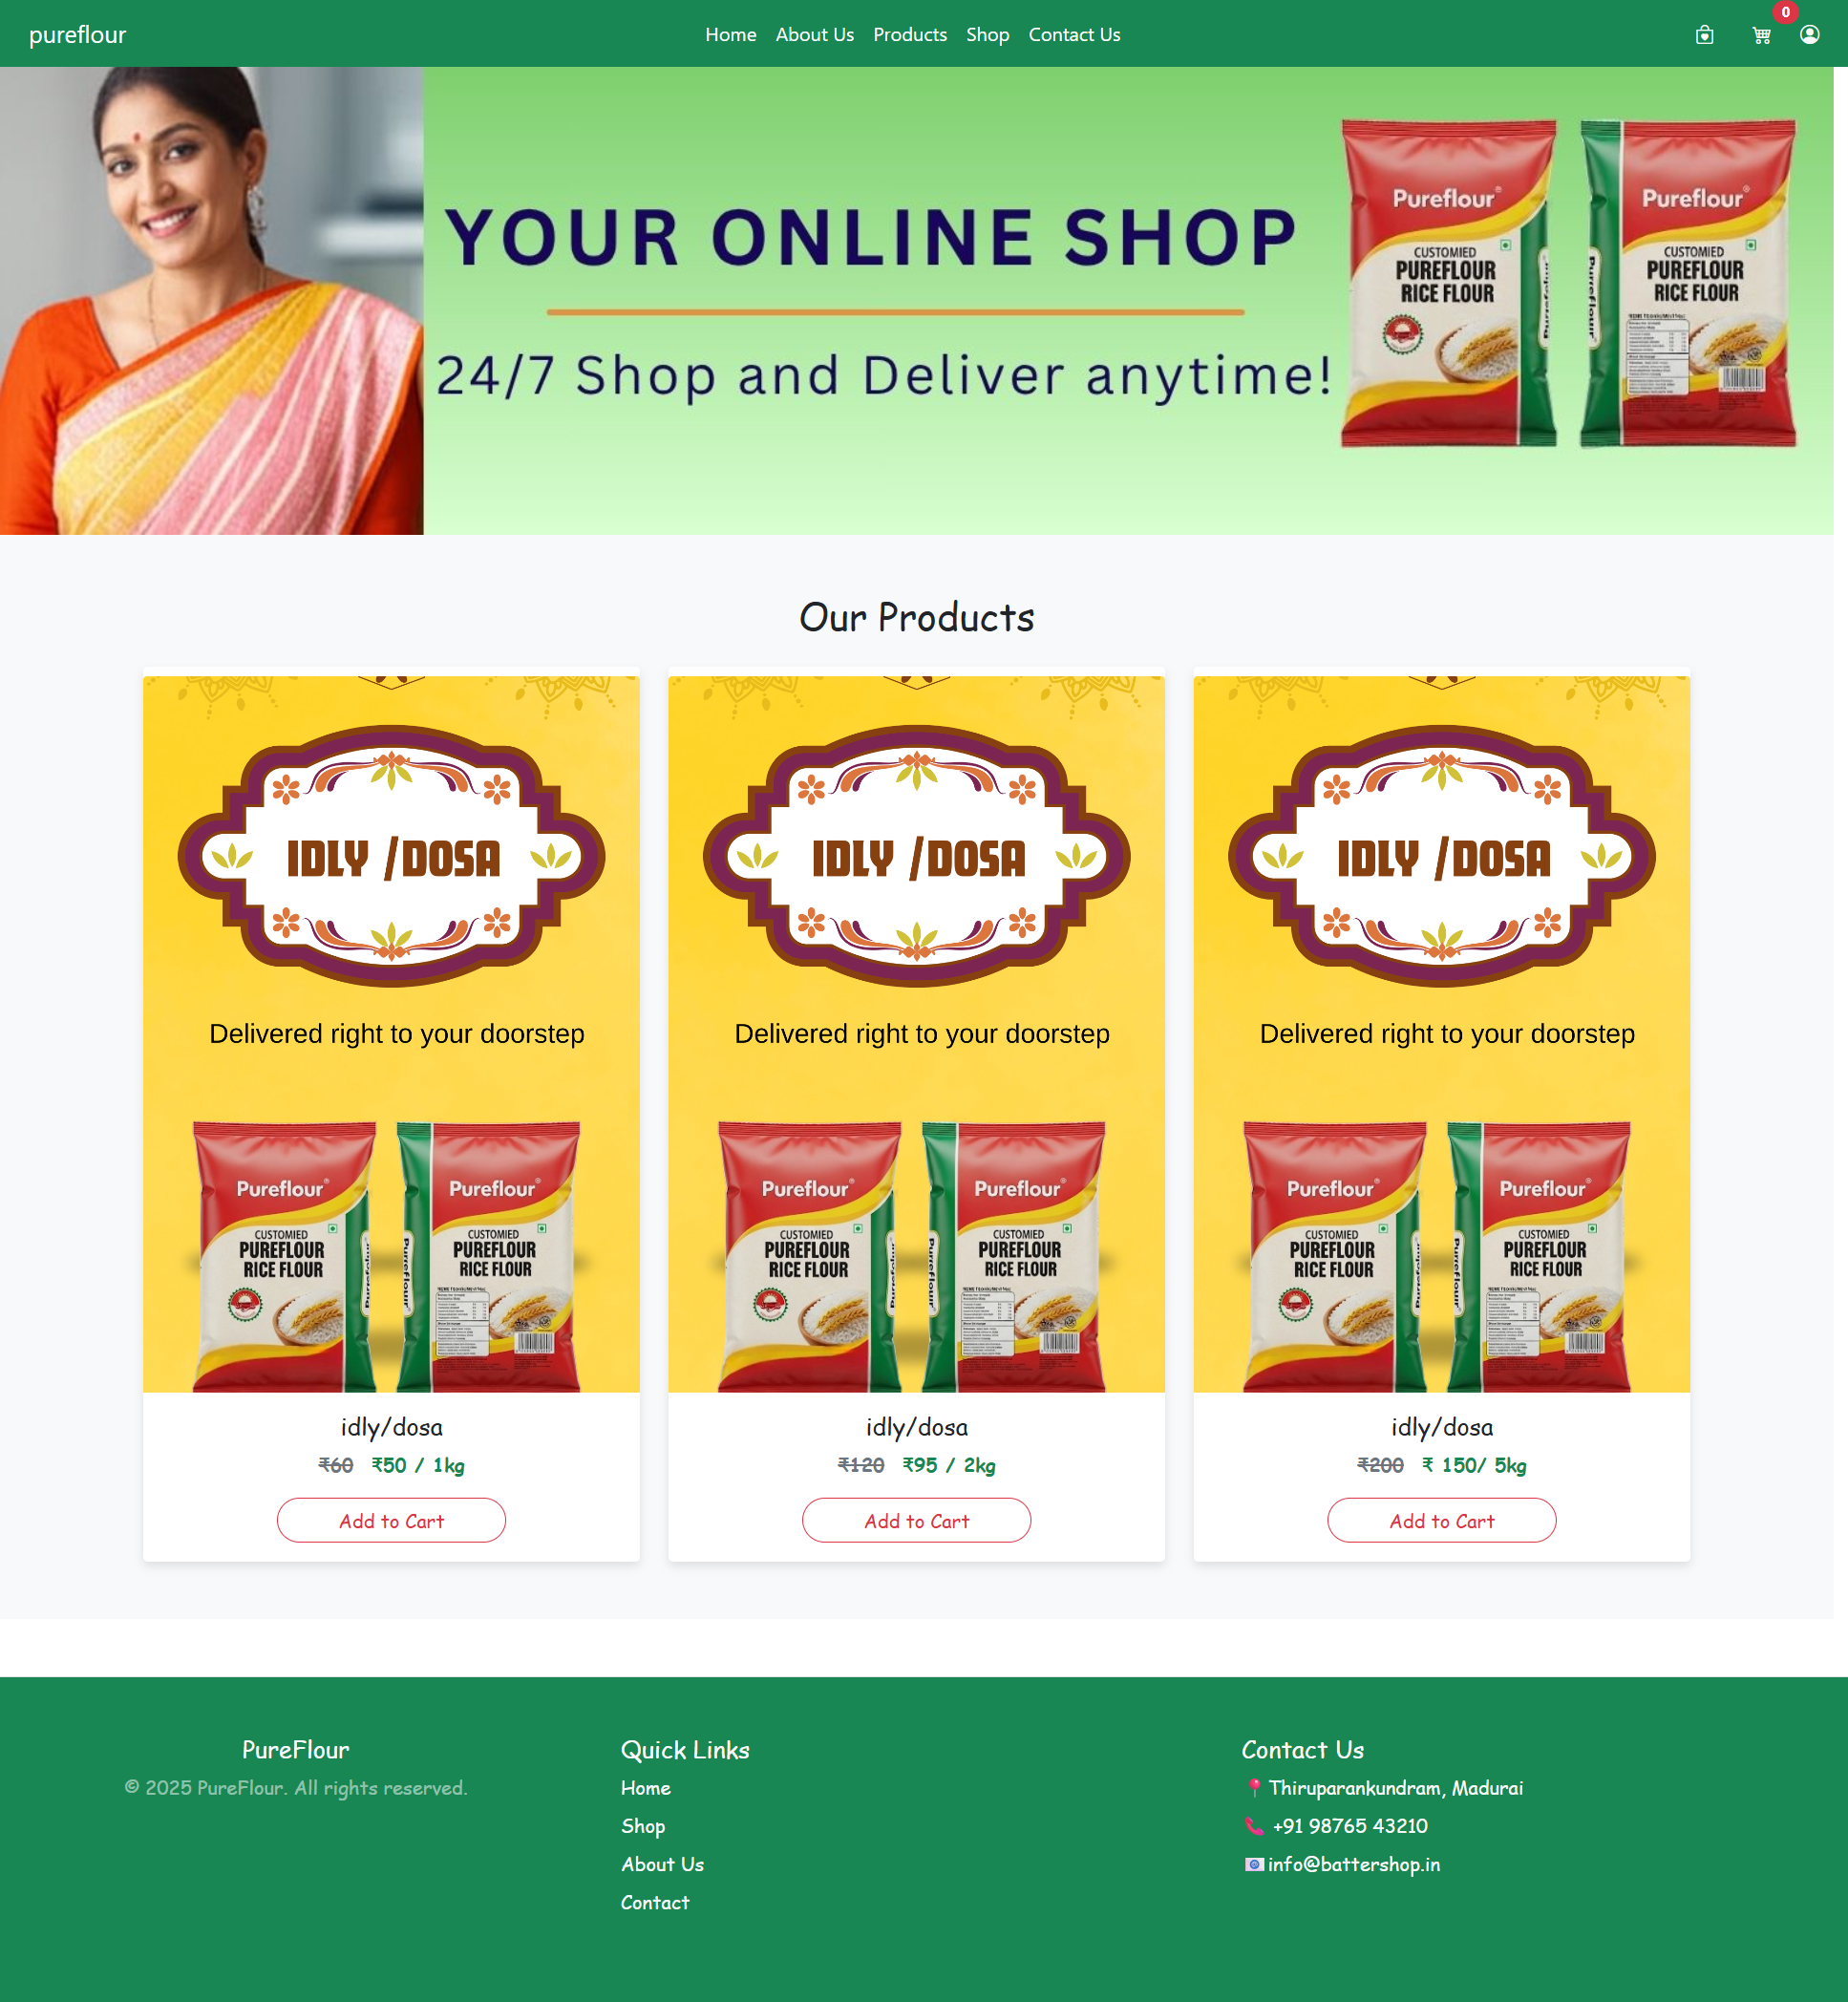 pureflour
Home About Us Products Shop Contact Us
0
YOUR ONLINE SHOP
24/7 Shop and Deliver anytime!
Pureflour®
CUSTOMIED
PUREFLOUR
RICE FLOUR
Pureflour®
CUSTOMIED
PUREFLOUR
RICE FLOUR
Pureflour
Our Products
IDLY /DOSA
Delivered right to your doorstep
Pureflour®
CUSTOMIED
PUREFLOUR
RICE FLOUR
Pureflour®
CUSTOMIED
PUREFLOUR
RICE FLOUR
Pureflour
idly/dosa
₹60 ₹50 / 1kg
Add to Cart
IDLY /DOSA
Delivered right to your doorstep
Pureflour®
CUSTOMIED
PUREFLOUR
RICE FLOUR
Pureflour®
CUSTOMIED
PUREFLOUR
RICE FLOUR
Pureflour
idly/dosa
₹120 ₹95 / 2kg
Add to Cart
IDLY /DOSA
Delivered right to your doorstep
Pureflour®
CUSTOMIED
PUREFLOUR
RICE FLOUR
Pureflour®
CUSTOMIED
PUREFLOUR
RICE FLOUR
Pureflour
idly/dosa
₹200 ₹ 150/ 5kg
Add to Cart
PureFlour
© 2025 PureFlour. All rights reserved.
Quick Links
Home
Shop
About Us
Contact
Contact Us
📍Thiruparankundram, Madurai
📞 +91 98765 43210
📧info@battershop.in